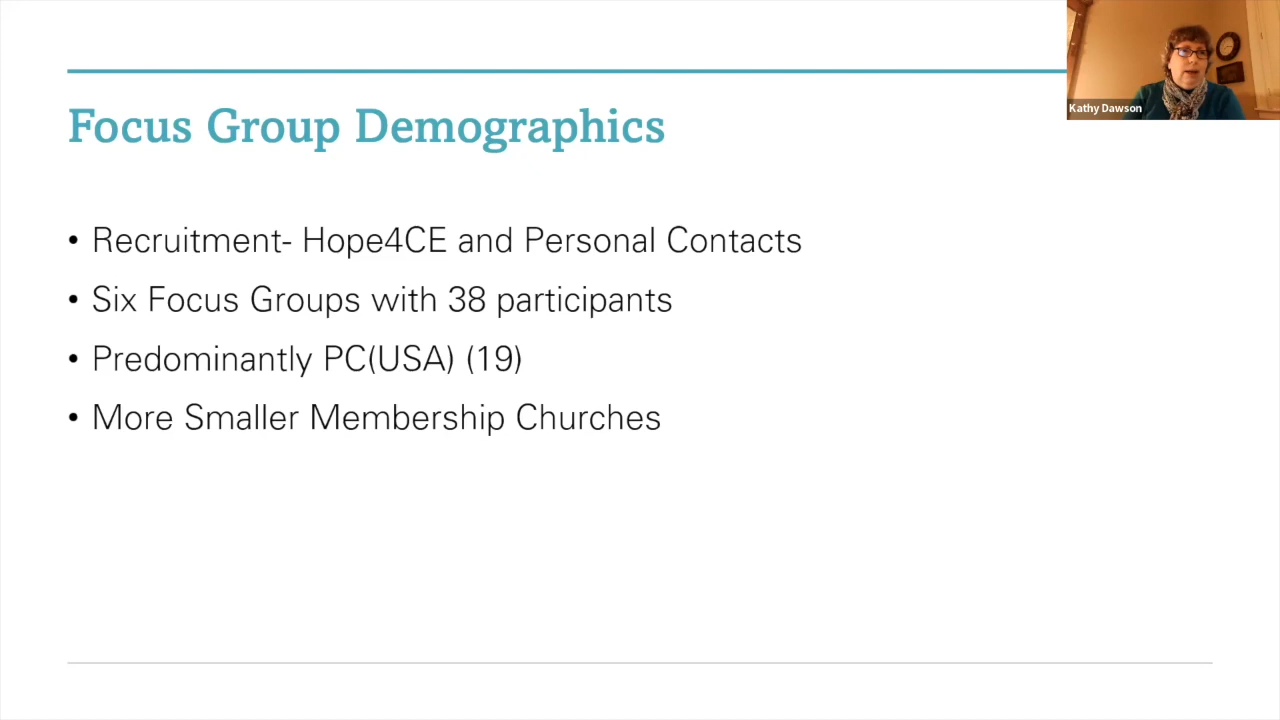 Kathy Dawson
Focus Group Demographics
• Recruitment- Hope4CE and Personal Contacts
• Six Focus Groups with 38 participants
• Predominantly PC(USA) (19)
• More Smaller Membership Churches